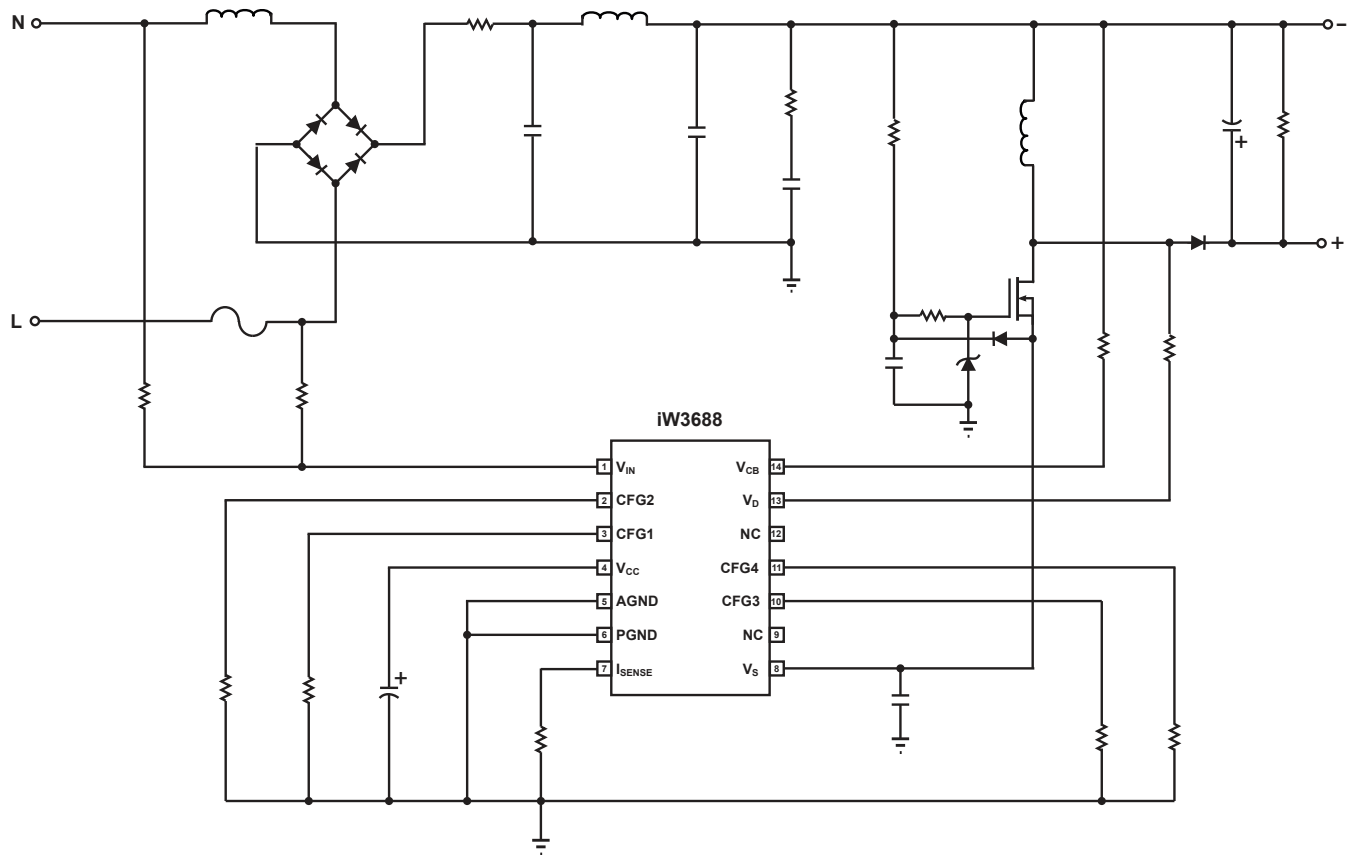 N
−
+
+
L
iW3688
1 VIN VCB 14
2 CFG2 VD 13
3 CFG1 NC 12
4 VCC CFG4 11
5 AGND CFG3 10
6 PGND NC 9
7 ISENSE VS 8
+